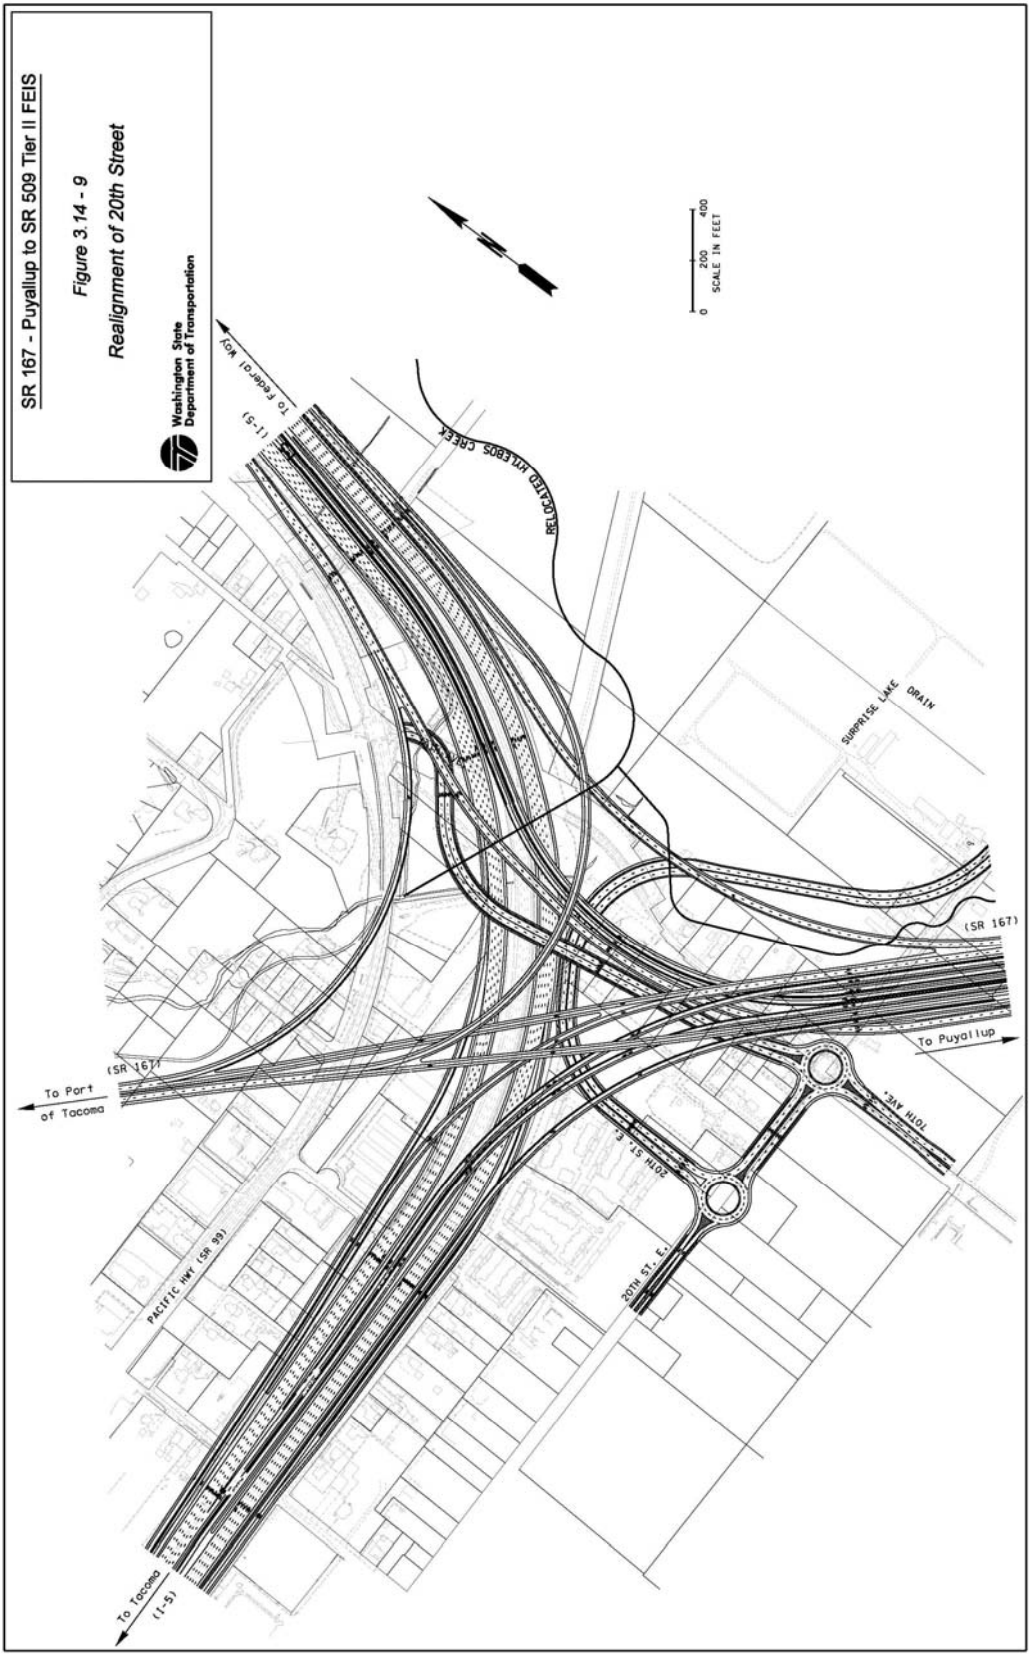 SR 167 - Puyallup to SR 509 Tier II FEIS
Figure 3.14 - 9
Realignment of 20th Street
Washington State
Department of Transportation
To Federal Way
(I-5)
N
0 200 400
SCALE IN FEET
RELOCATED HYLEBOS CREEK
SURPRISE LAKE DRAIN
(SR 167)
To Puyallup
(SR 167)
To Port
of Tacoma
70TH AVE.
20TH ST. E.
20TH ST. E.
PACIFIC HWY (SR 99)
To Tacoma
(I-5)